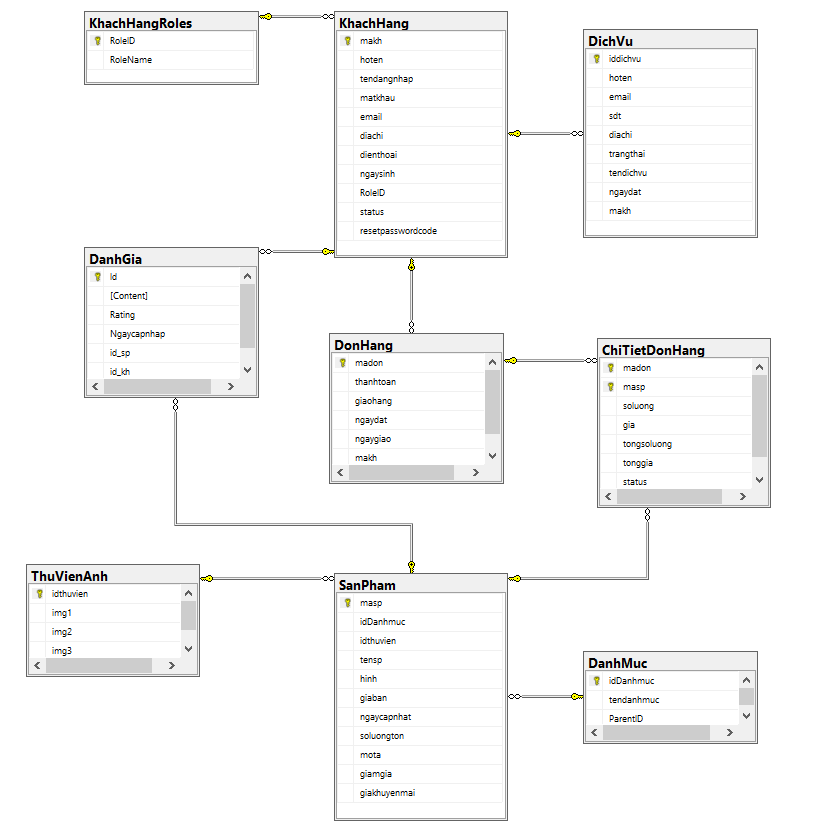 KhachHangRoles
RoleID
RoleName
KhachHang
makh
hoten
tendangnhap
matkhau
email
diachi
dienthoai
ngaysinh
RoleID
status
resetpasswordcode
DichVu
iddichvu
hoten
email
sdt
diachi
trangthai
tendichvu
ngaydat
makh
DanhGia
Id
[Content]
Rating
Ngaycapnhap
id_sp
id_kh
DonHang
madon
thanhtoan
giaohang
ngaydat
ngaygiao
makh
ChiTietDonHang
madon
masp
soluong
gia
tongsoluong
tonggia
status
ThuVienAnh
idthuvien
img1
img2
img3
SanPham
masp
idDanhmuc
idthuvien
tensp
hinh
giaban
ngaycapnhat
soluongton
mota
giamgia
giakhuyenmai
DanhMuc
idDanhmuc
tendanhmuc
ParentID